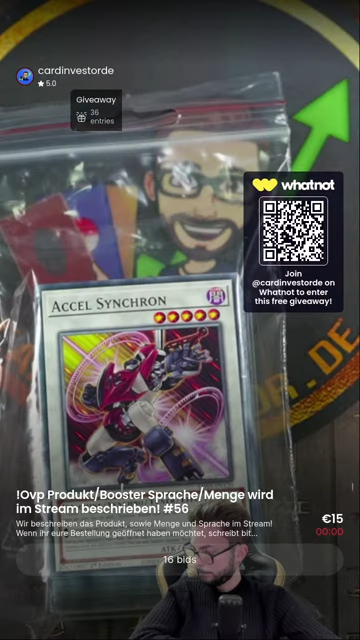 cardinvestorde
5.0
Giveaway
36
entries
whatnot
Join
@cardinvestorde on
Whatnot to enter
this free giveaway!
ACCEL SYNCHRON
.DE
!Ovp Produkt/Booster Sprache/Menge wird
im Stream beschrieben! #56
€15
Wir beschreiben das Produkt, sowie Menge und Sprache im Stream!
Wenn ihr eure Bestellung geöffnet haben möchtet, schreibt bit...
00:00
16 bids